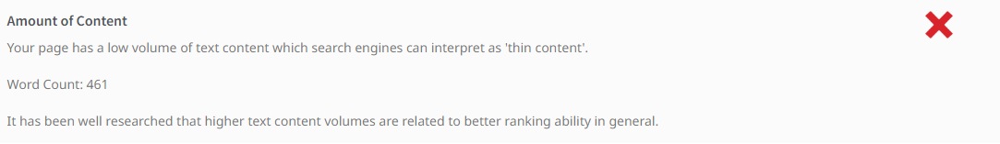 Amount of Content
Your page has a low volume of text content which search engines can interpret as 'thin content'.
Word Count: 461
It has been well researched that higher text content volumes are related to better ranking ability in general.